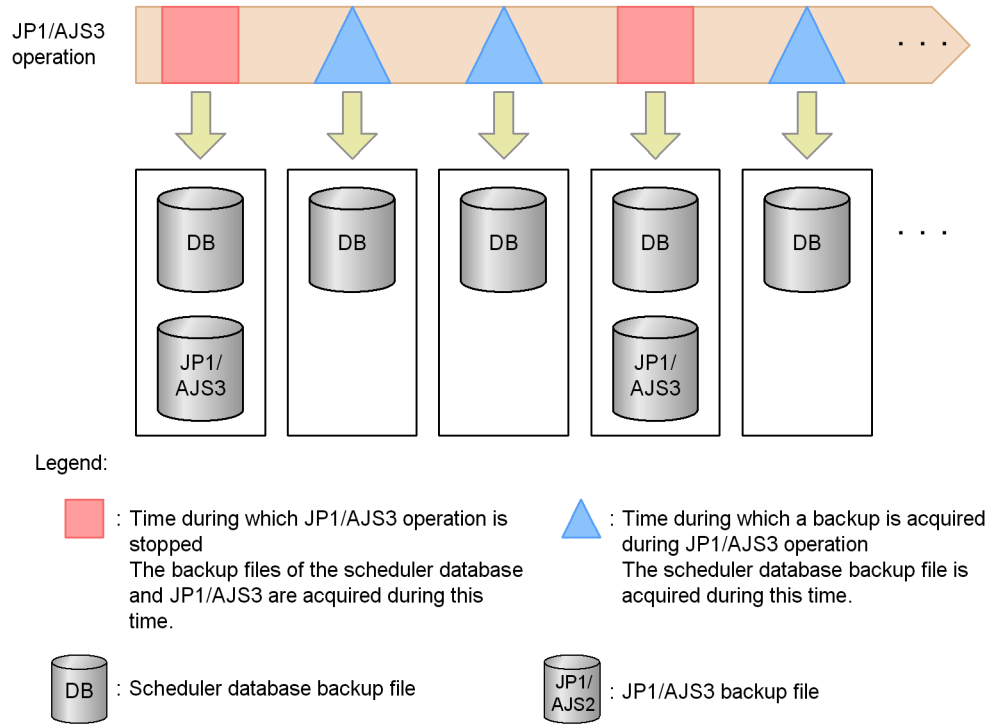 JP1/AJS3
operation
. . .
DB
DB
DB
DB
DB
. . .
JP1/
AJS3
JP1/
AJS3
Legend:
: Time during which JP1/AJS3 operation is
stopped
The backup files of the scheduler database
and JP1/AJS3 are acquired during this
time.
: Time during which a backup is acquired
during JP1/AJS3 operation
The scheduler database backup file is
acquired during this time.
DB
: Scheduler database backup file
JP1/
AJS2
: JP1/AJS3 backup file